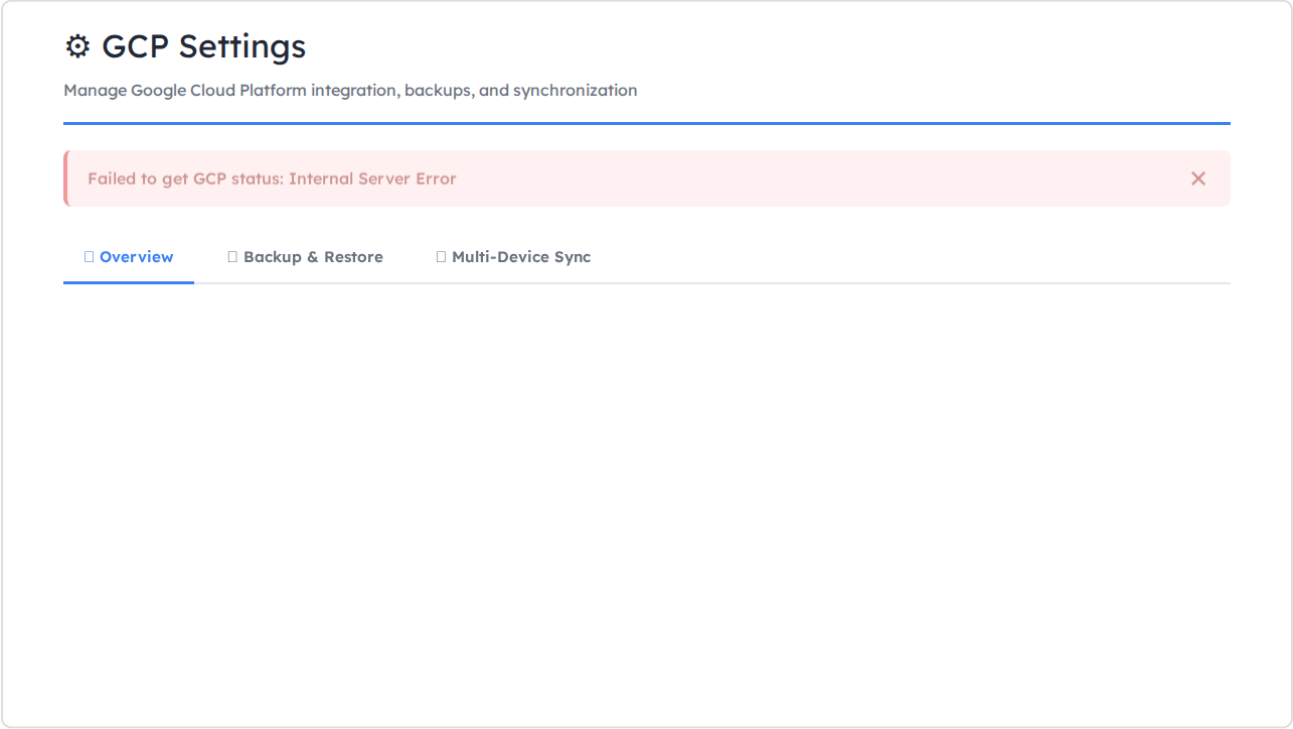 ⚙ GCP Settings
Manage Google Cloud Platform integration, backups, and synchronization
Failed to get GCP status: Internal Server Error ✕
Overview Backup & Restore Multi-Device Sync